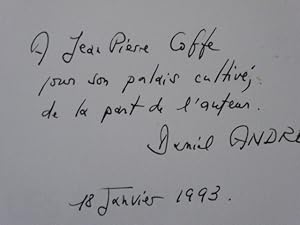 A Jean Pierre Coffe
pour son palais cultivé,
de la part de l'auteur.
Daniel ANDRE
18 Janvier 1993.